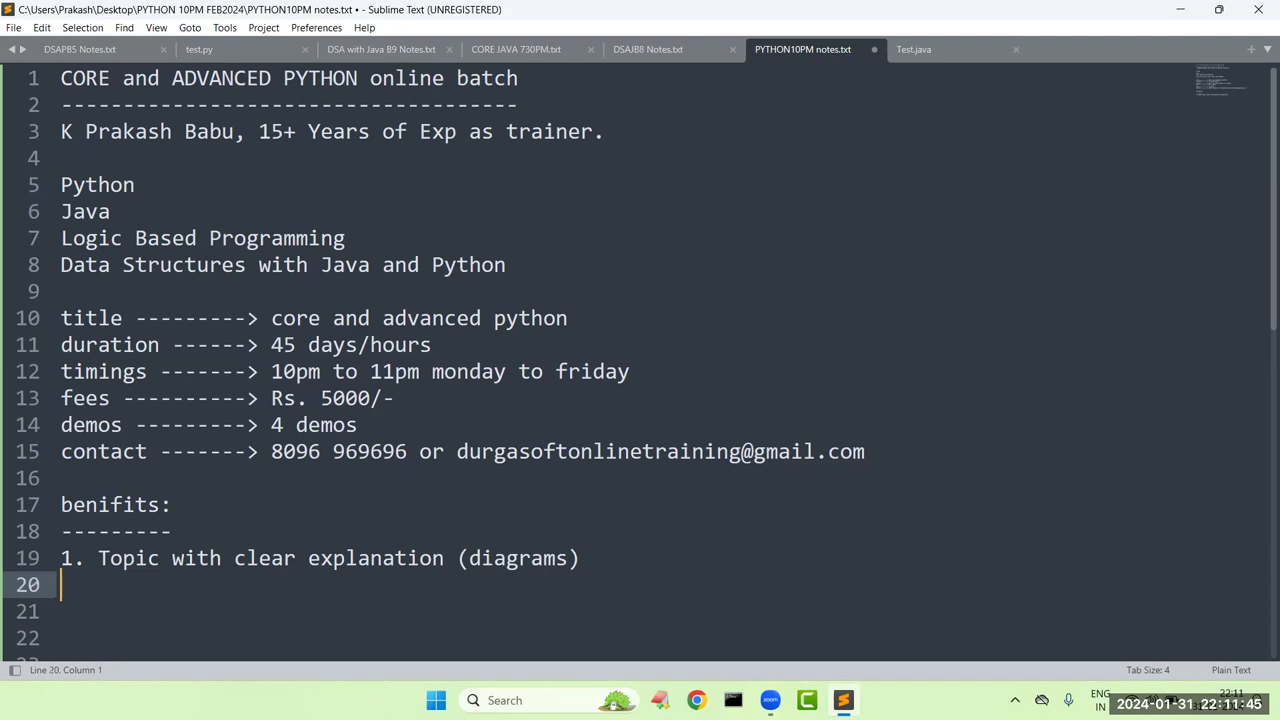 C:\Users\Prakash\Desktop\PYTHON 10PM FEB2024\PYTHON10PM notes.txt • - Sublime Text (UNREGISTERED)
File Edit Selection Find View Goto Tools Project Preferences Help
DSAPB5 Notes.txt test.py DSA with Java B9 Notes.txt CORE JAVA 730PM.txt DSAJB8 Notes.txt PYTHON10PM notes.txt Test.java
1 CORE and ADVANCED PYTHON online batch
2 -------------------------------------
3 K Prakash Babu, 15+ Years of Exp as trainer.
4
5 Python
6 Java
7 Logic Based Programming
8 Data Structures with Java and Python
9
10 title ---------> core and advanced python
11 duration ------> 45 days/hours
12 timings -------> 10pm to 11pm monday to friday
13 fees ----------> Rs. 5000/-
14 demos ---------> 4 demos
15 contact -------> 8096 969696 or durgasoftonlinetraining@gmail.com
16
17 benifits:
18 ---------
19 1. Topic with clear explanation (diagrams)
20
21
22
Line 20, Column 1 Tab Size: 4 Plain Text
Search
ENG
IN
22:11
2024-01-31 22:11:45